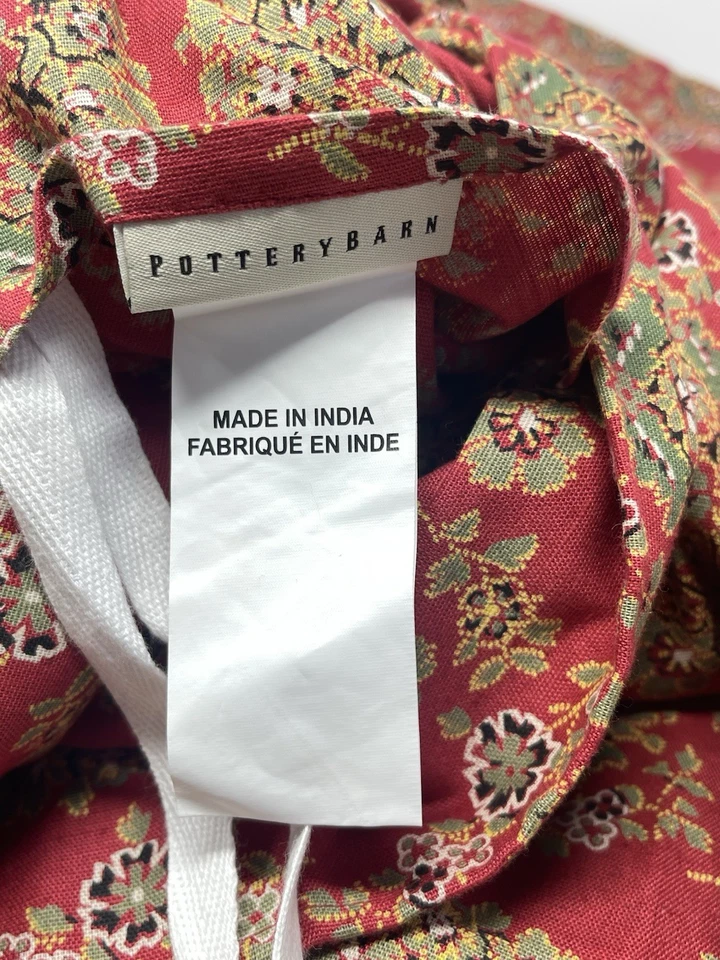 POTTERYBARN
MADE IN INDIA
FABRIQUÉ EN INDE